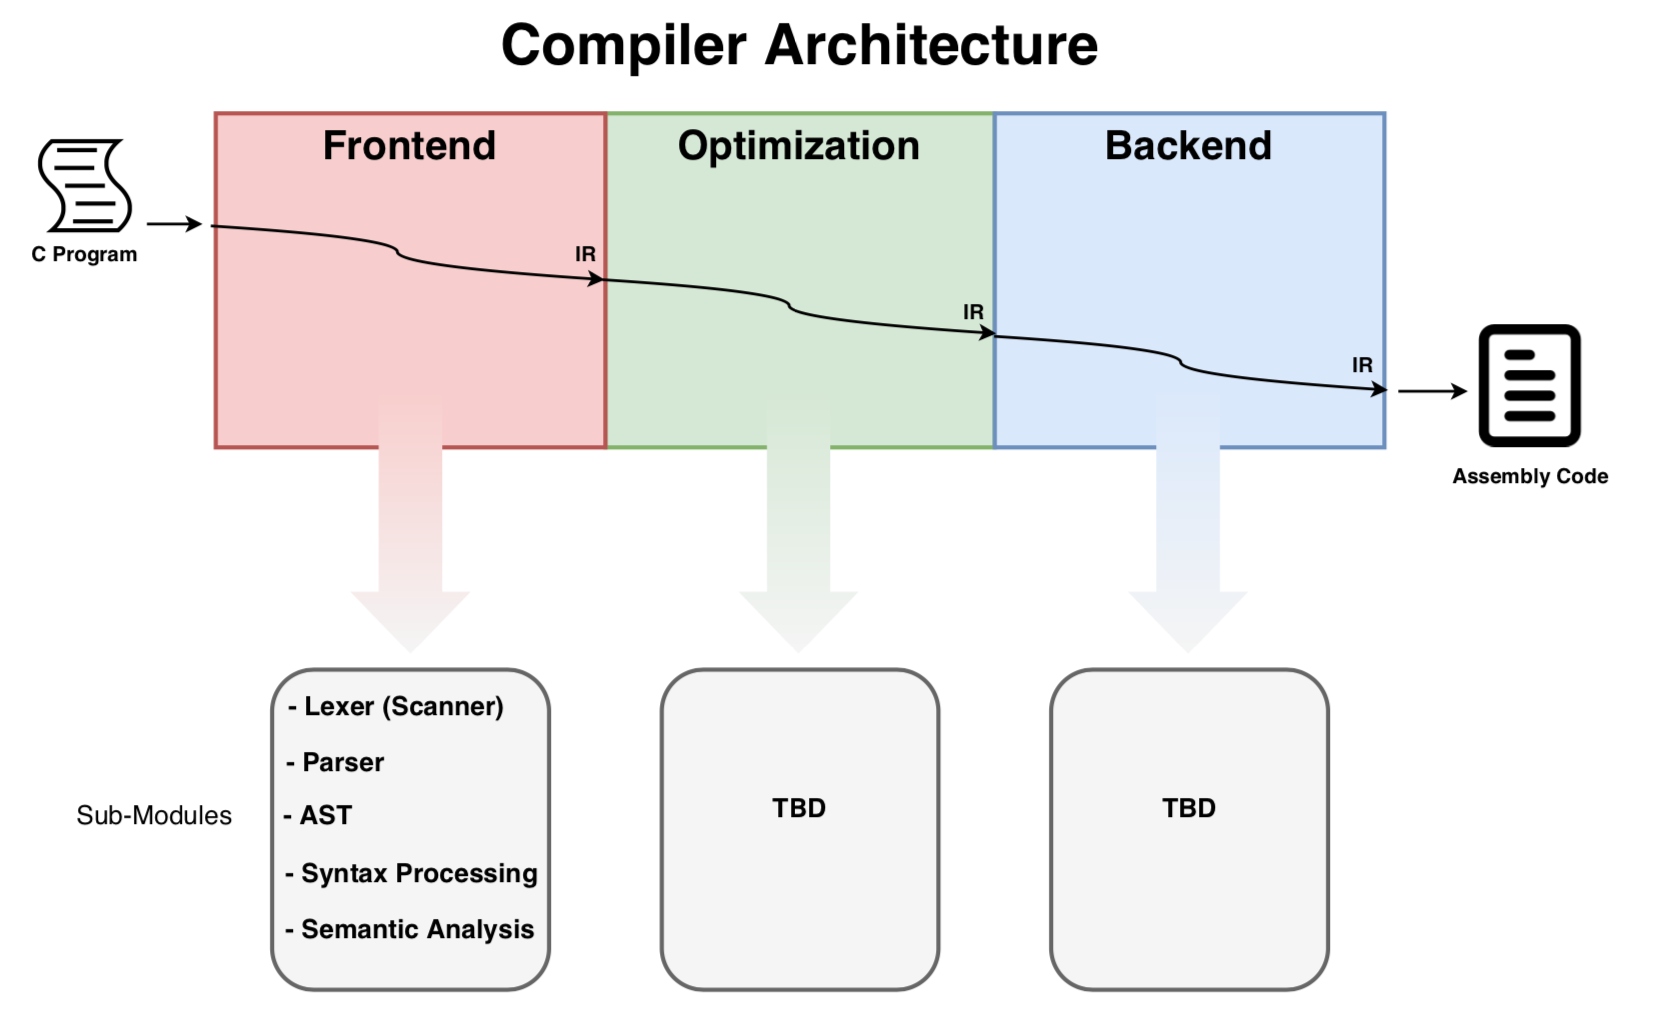 Compiler Architecture
Frontend
Optimization
Backend
C Program
IR
IR
IR
Assembly Code
Sub-Modules
- Lexer (Scanner)
- Parser
- AST
- Syntax Processing
- Semantic Analysis
TBD
TBD